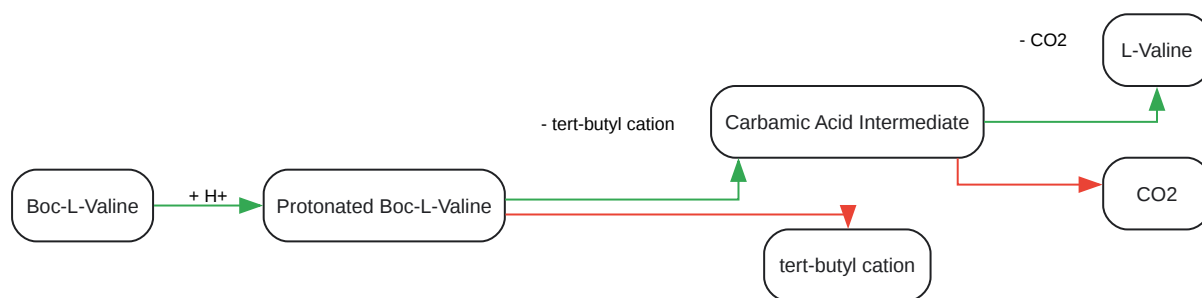 - CO2
L-Valine
- tert-butyl cation
Carbamic Acid Intermediate
Boc-L-Valine
+ H+
Protonated Boc-L-Valine
CO2
tert-butyl cation